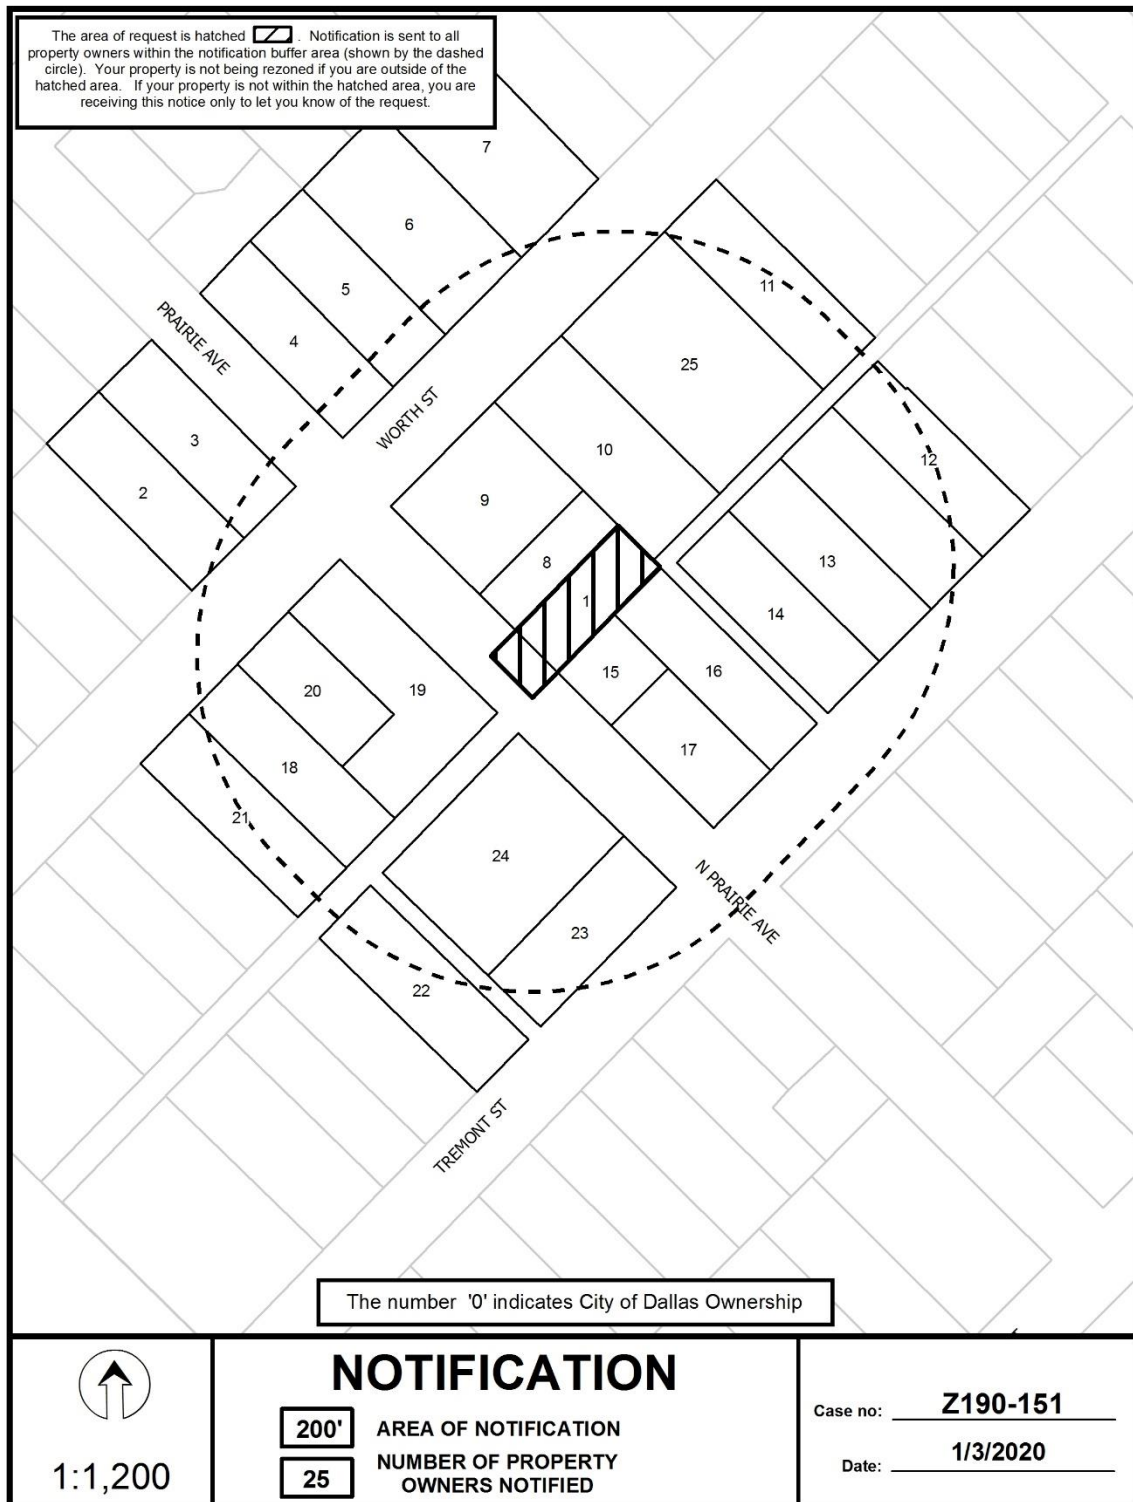 The area of request is hatched . Notification is sent to all
property owners within the notification buffer area (shown by the dashed
circle). Your property is not being rezoned if you are outside of the
hatched area. If your property is not within the hatched area, you are
receiving this notice only to let you know of the request.
7
6
5
4
11
PRAIRIE AVE
25
WORTH ST
3
2
10
9
12
8
13
1
14
15
16
20
19
17
18
21
24
N PRAIRIE AVE
23
22
TREMONT ST
The number '0' indicates City of Dallas Ownership
1:1,200
NOTIFICATION
200' AREA OF NOTIFICATION
25 NUMBER OF PROPERTY
OWNERS NOTIFIED
Case no: Z190-151
Date: 1/3/2020